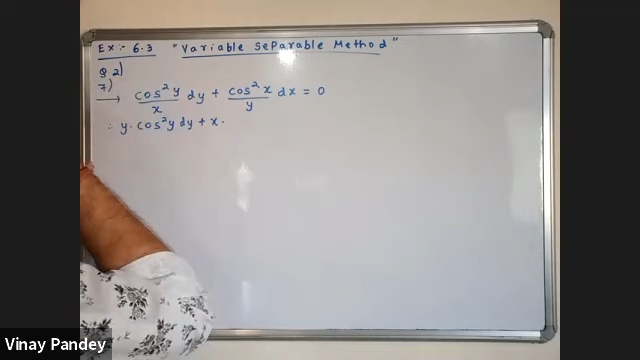 Ex:- 6.3 "Variable Separable Method"
Q 2)
7)
→ cos²y/x dy + cos²x/y dx = 0
∴ y. cos²y dy + x.
Vinay Pandey